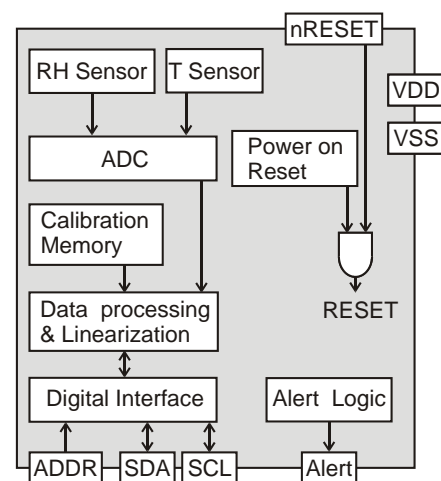 nRESET
RH Sensor
T Sensor
VDD
VSS
ADC
Power on
Reset
Calibration
Memory
RESET
Data processing
& Linearization
Digital Interface
Alert Logic
ADDR
SDA
SCL
Alert